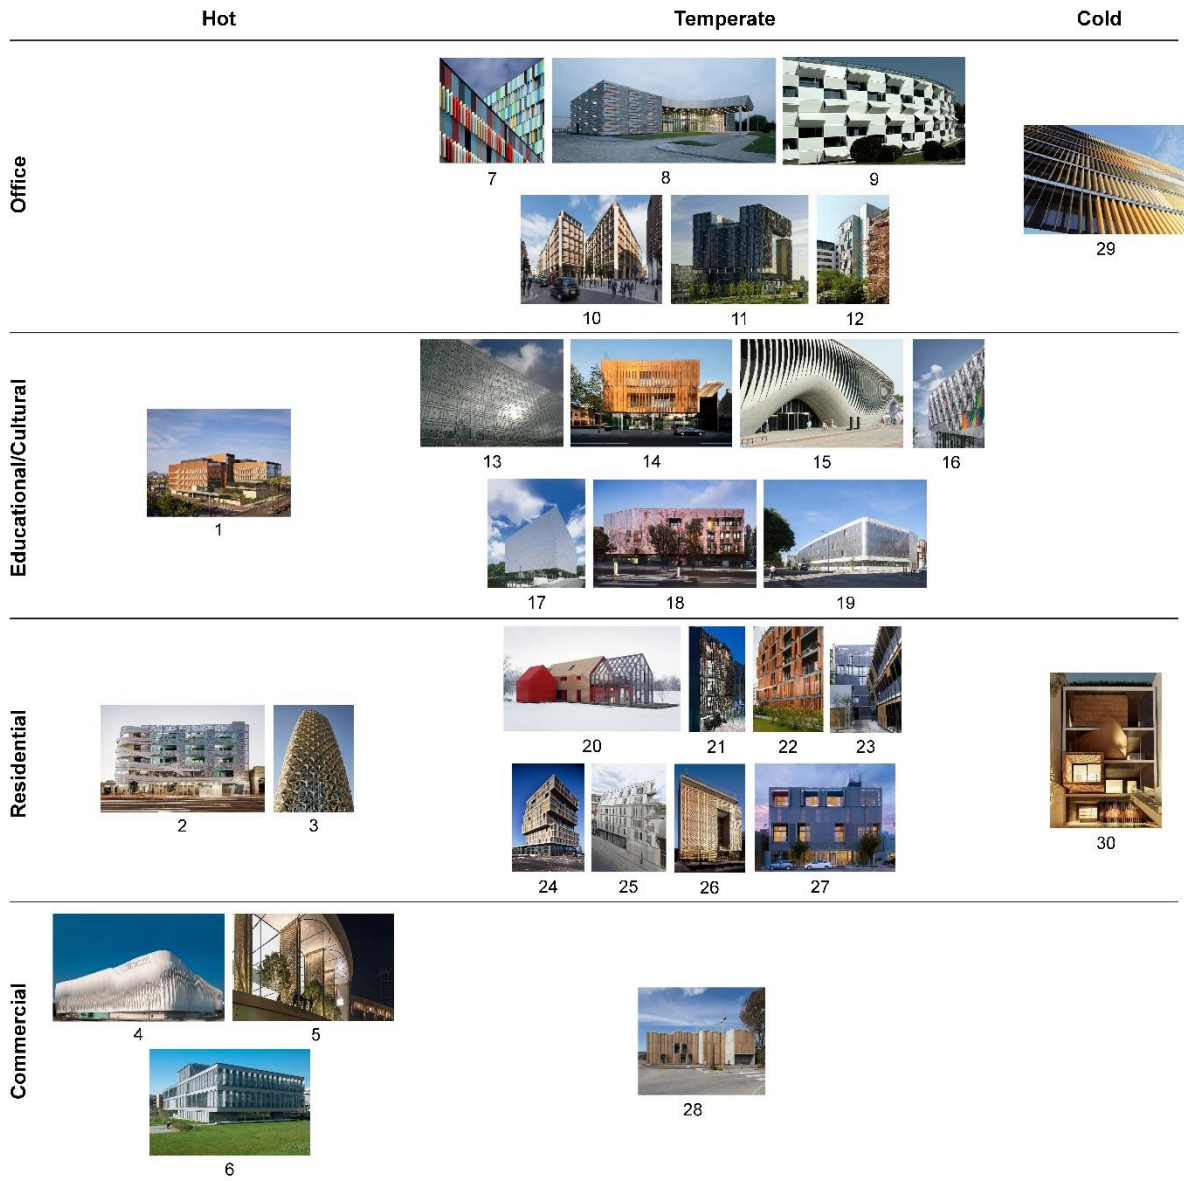 Hot Temperate Cold
Office
7 8 9
29
10 11 12
Educational/Cultural
13 14 15 16
1
17 18 19
Residential
20 21 22 23
2 3
30
24 25 26 27
Commercial
4 5
28
6